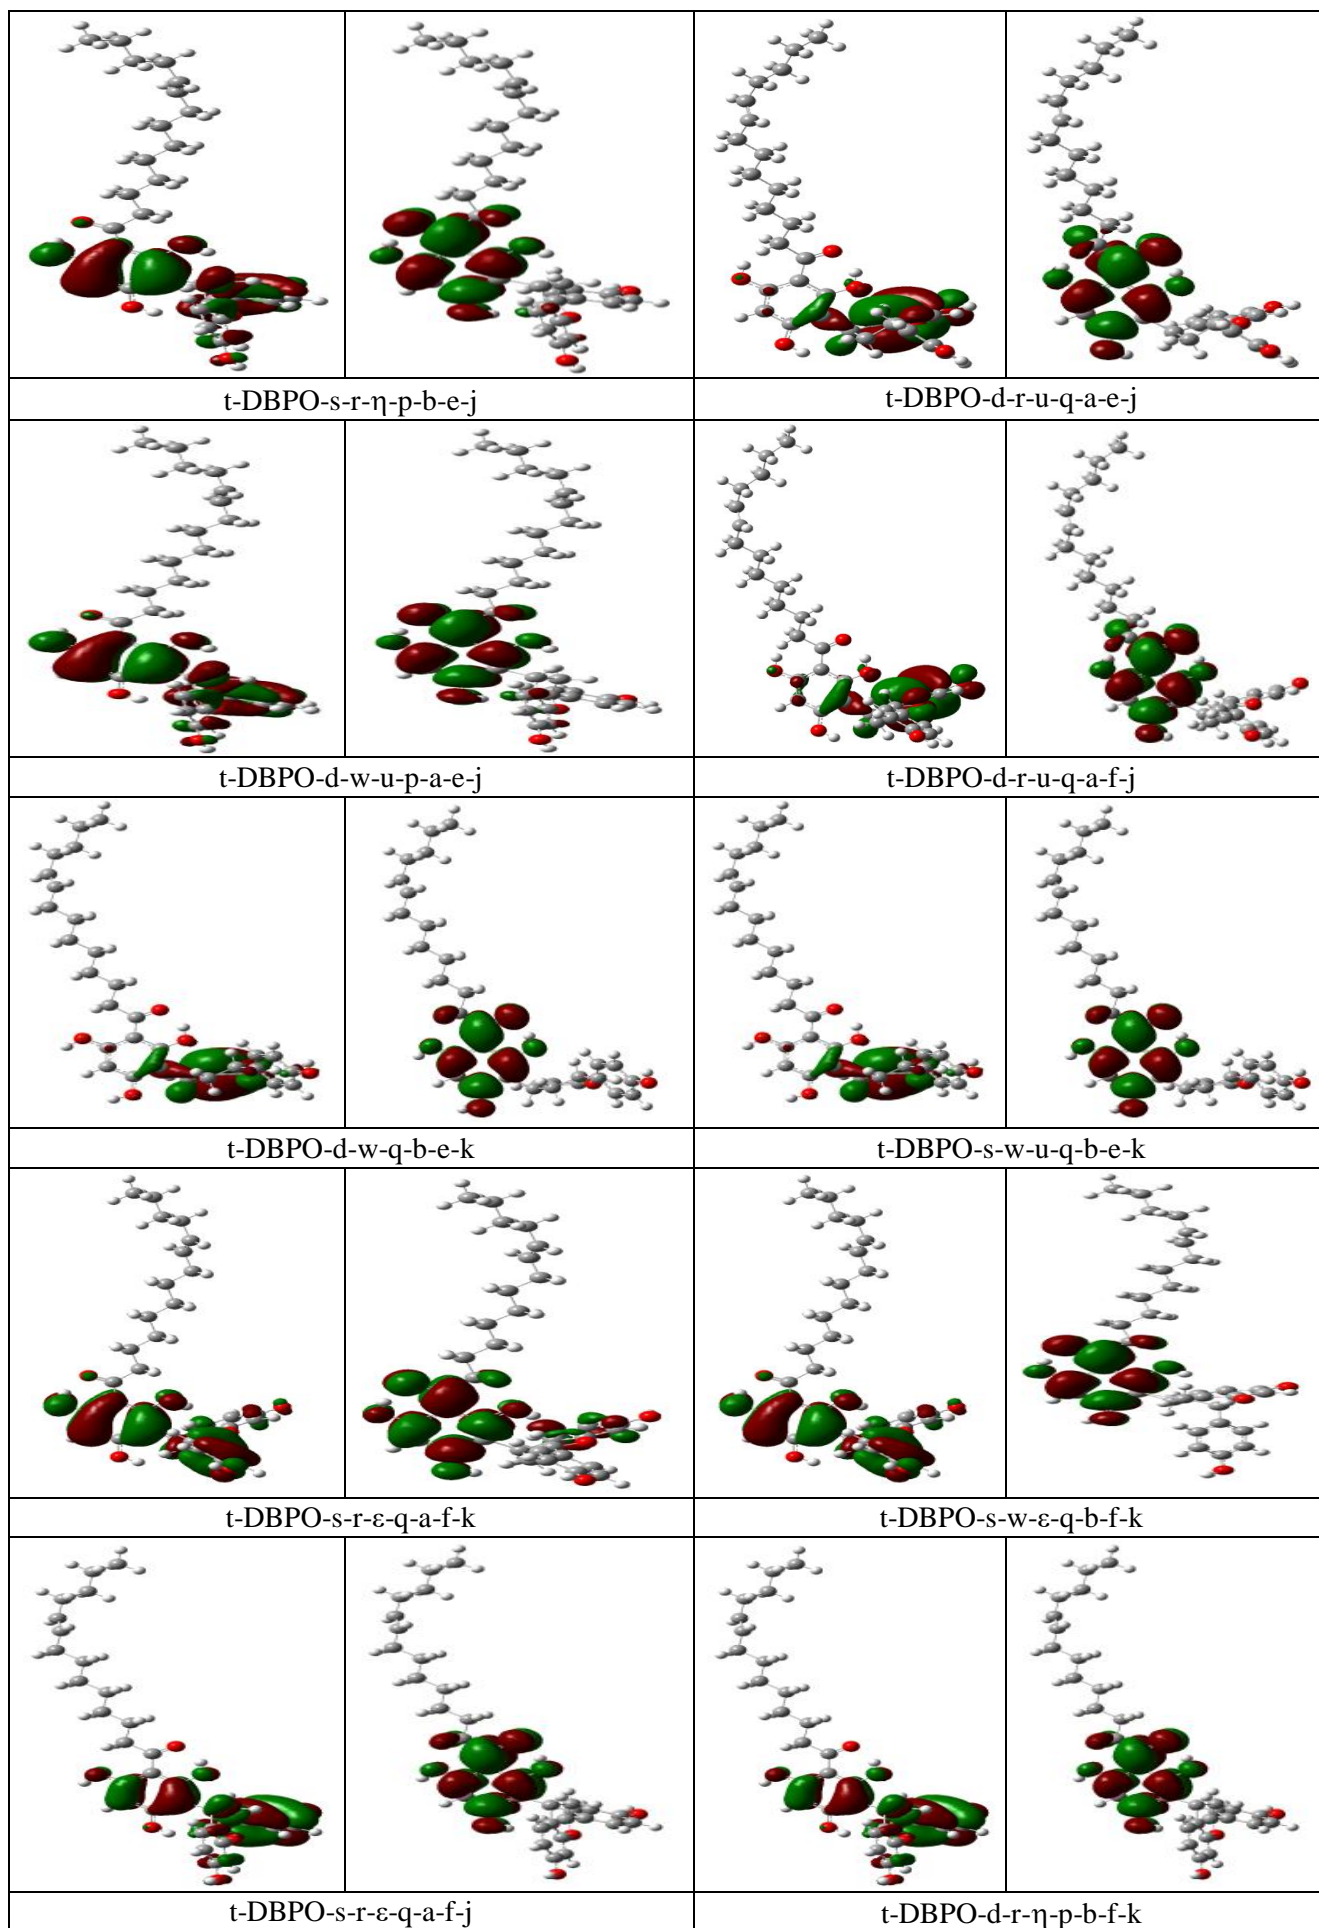 t-DBPO-s-r-η-p-b-e-j
t-DBPO-d-r-u-q-a-e-j
t-DBPO-d-w-u-p-a-e-j
t-DBPO-d-r-u-q-a-f-j
t-DBPO-d-w-q-b-e-k
t-DBPO-s-w-u-q-b-e-k
t-DBPO-s-r-ε-q-a-f-k
t-DBPO-s-w-ε-q-b-f-k
t-DBPO-s-r-ε-q-a-f-j
t-DBPO-d-r-η-p-b-f-k